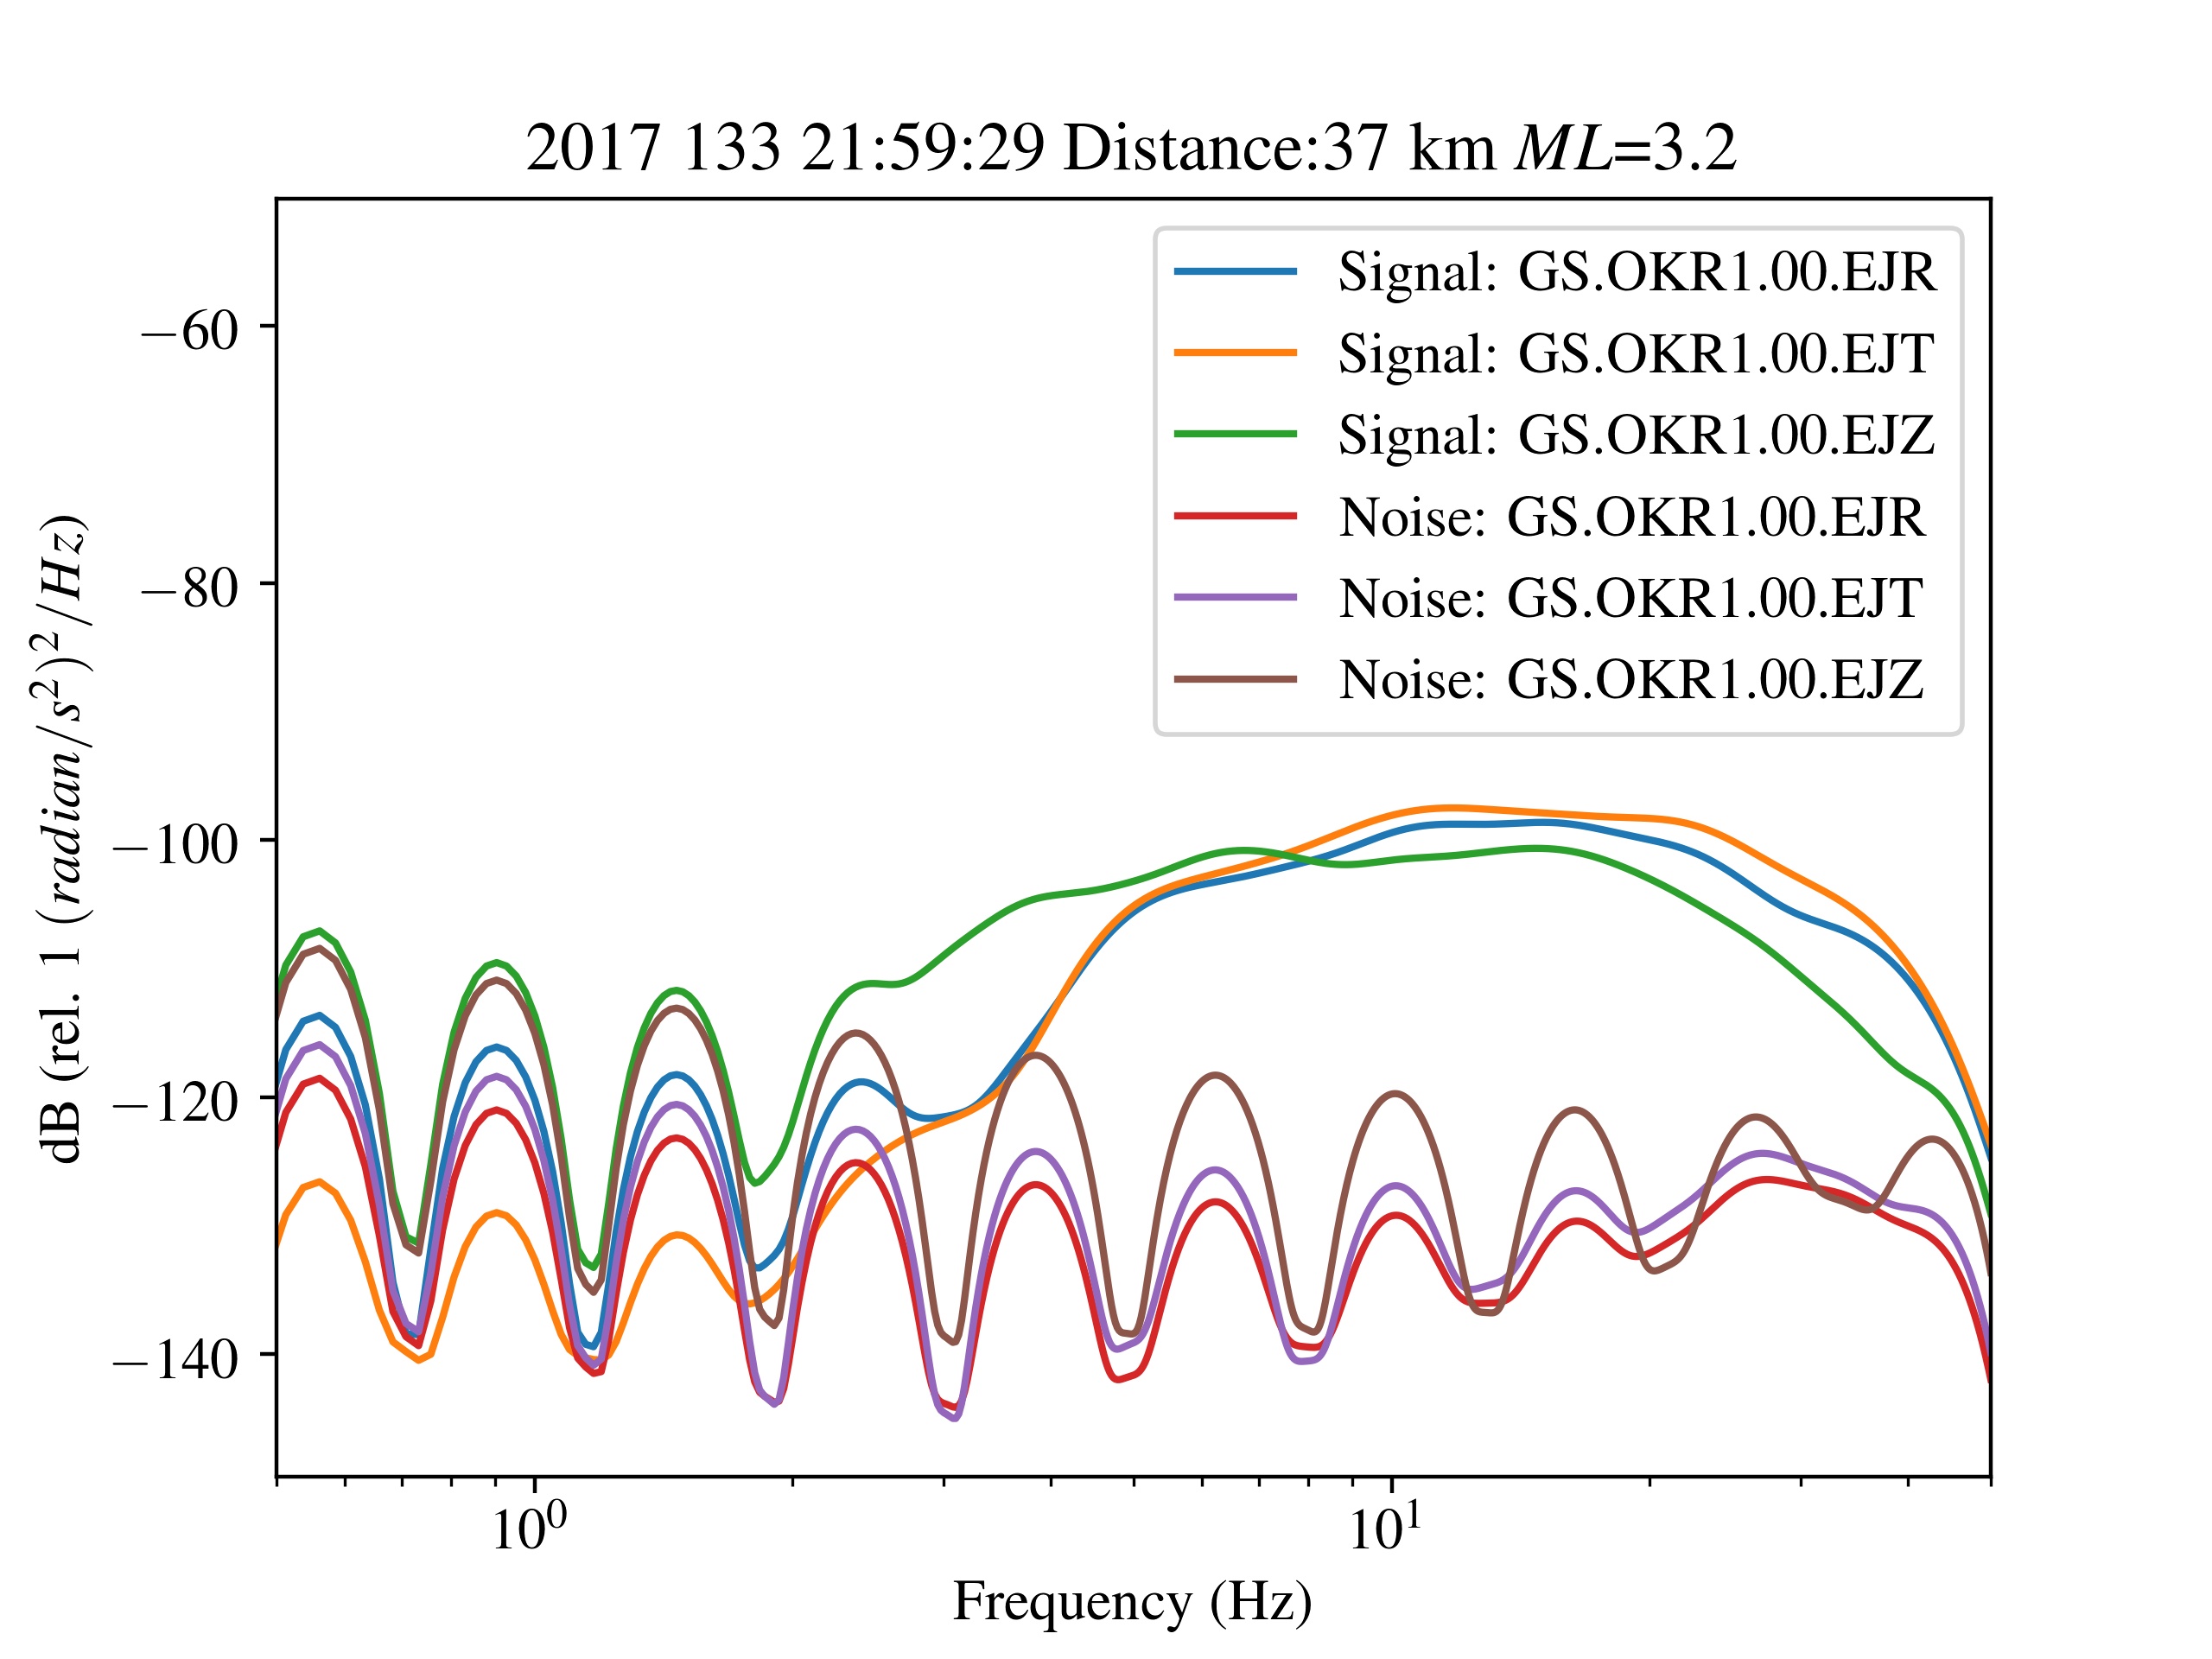 2017 133 21:59:29 Distance:37 km ML=3.2
Signal: GS.OKR1.00.EJR
Signal: GS.OKR1.00.EJT
Signal: GS.OKR1.00.EJZ
Noise: GS.OKR1.00.EJR
Noise: GS.OKR1.00.EJT
Noise: GS.OKR1.00.EJZ
dB (rel. 1 (radian/s²)²/Hz)
−60
−80
−100
−120
−140
10⁰ 10¹
Frequency (Hz)